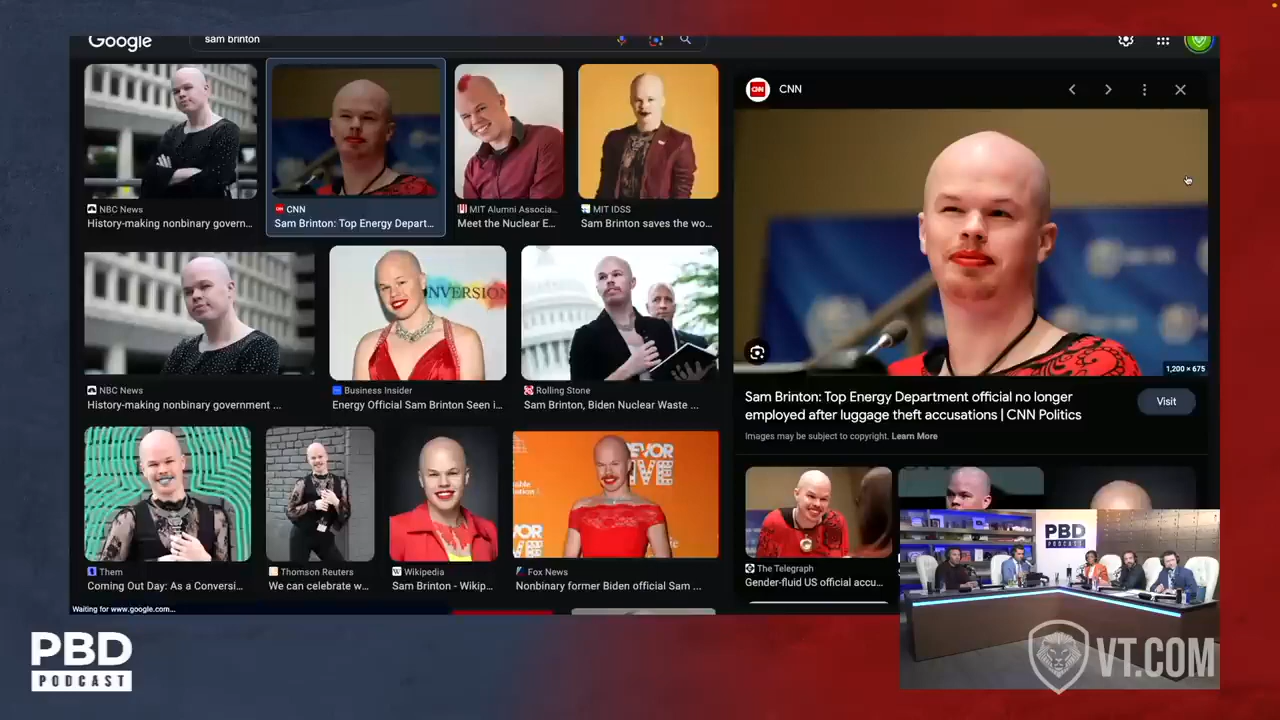 Google
sam brinton
CNN
NBC News
History-making nonbinary govern...
CNN
Sam Brinton: Top Energy Depart...
MIT Alumni Associa...
Meet the Nuclear E...
MIT IDSS
Sam Brinton saves the wo...
NVERSION
NBC News
History-making nonbinary government ...
Business Insider
Energy Official Sam Brinton Seen i...
Rolling Stone
Sam Brinton, Biden Nuclear Waste ...
1,200 × 675
Sam Brinton: Top Energy Department official no longer
employed after luggage theft accusations | CNN Politics
Visit
Images may be subject to copyright. Learn More
Them
Coming Out Day: As a Conversi...
Thomson Reuters
We can celebrate w...
Wikipedia
Sam Brinton - Wikip...
Fox News
Nonbinary former Biden official Sam ...
The Telegraph
Gender-fluid US official accu...
Waiting for www.google.com...
PBD
PODCAST
PBD
PODCAST
VT.COM